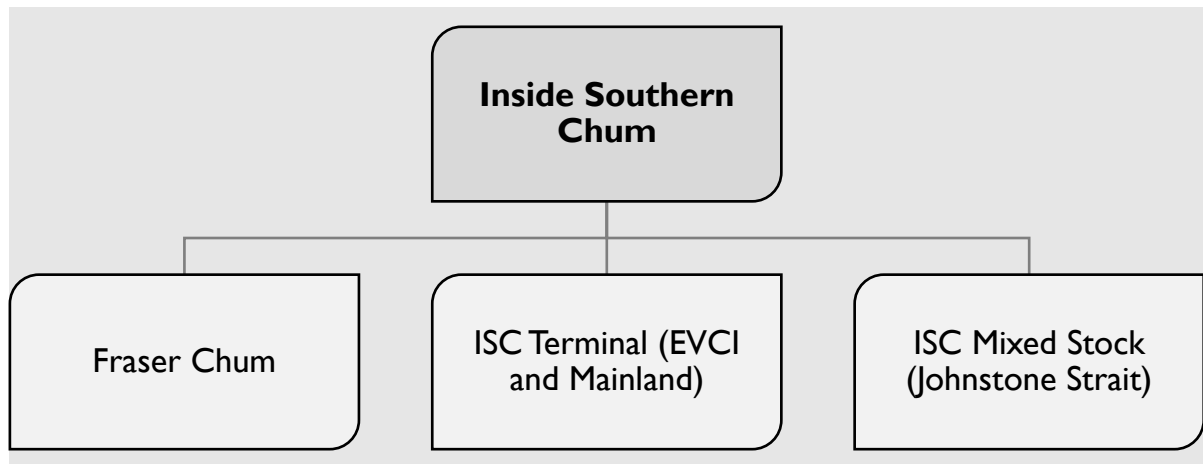 Inside Southern
Chum
Fraser Chum
ISC Terminal (EVCI
and Mainland)
ISC Mixed Stock
(Johnstone Strait)